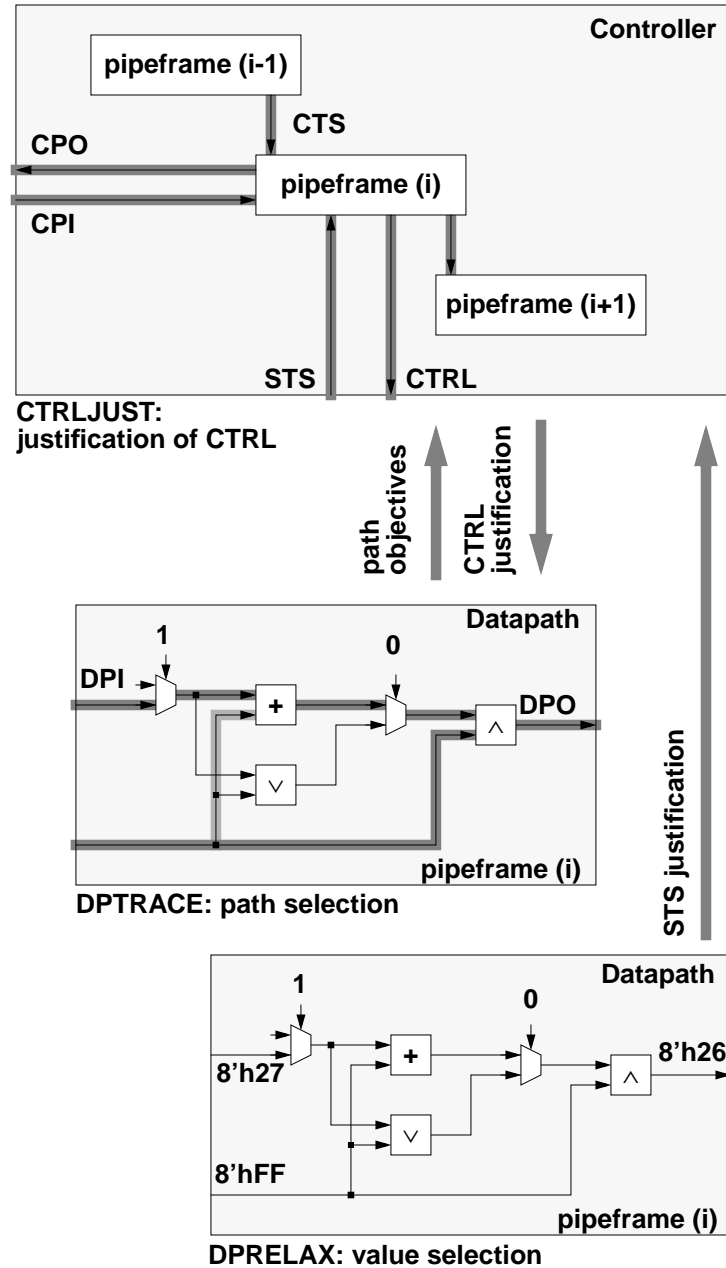 Controller
pipeframe (i-1)
CTS
CPO
pipeframe (i)
CPI
pipeframe (i+1)
STS
CTRL
CTRLJUST:
justification of CTRL
path
objectives
CTRL
justification
STS justification
Datapath
1
0
DPI
+
DPO
∧
∨
pipeframe (i)
DPTRACE: path selection
Datapath
1
0
8'h27
+
8'h26
∧
∨
8'hFF
pipeframe (i)
DPRELAX: value selection